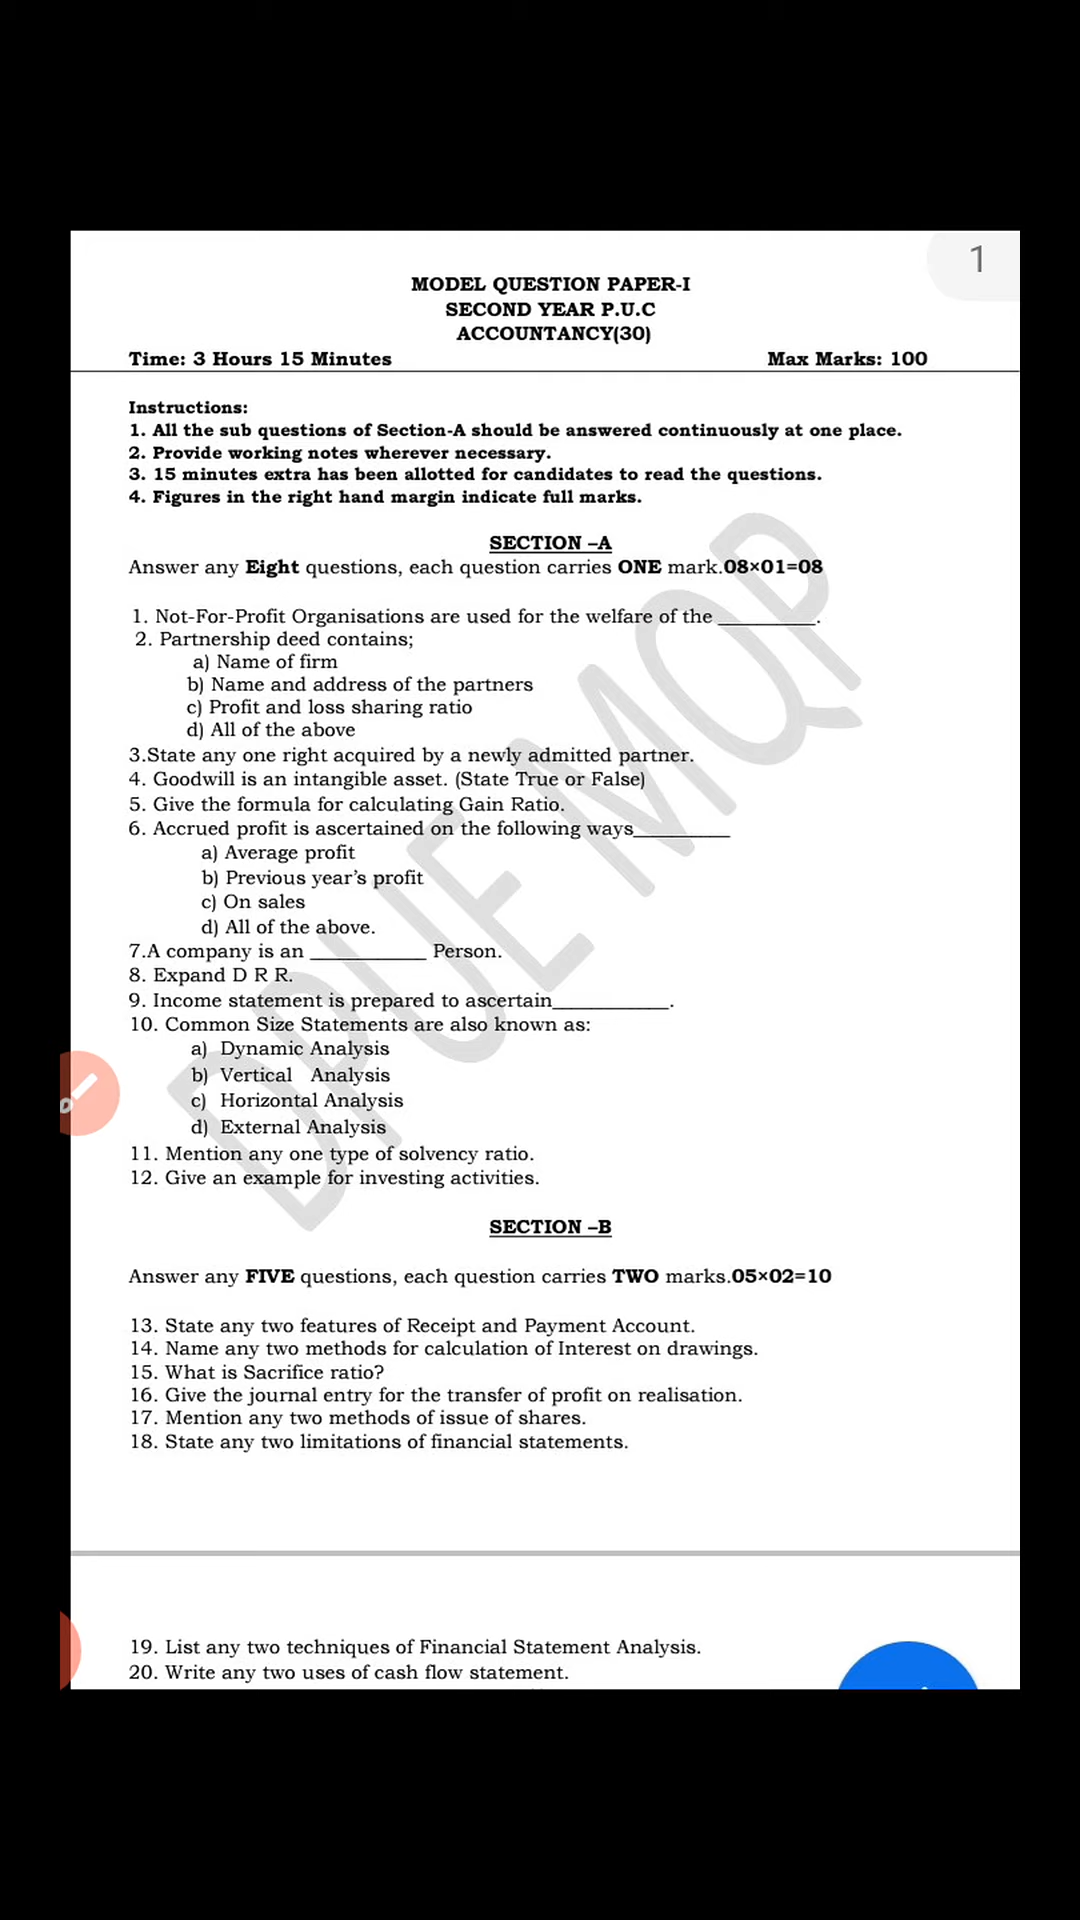 1
MODEL QUESTION PAPER-I
SECOND YEAR P.U.C
ACCOUNTANCY(30)
Time: 3 Hours 15 Minutes Max Marks: 100
Instructions:
1. All the sub questions of Section-A should be answered continuously at one place.
2. Provide working notes wherever necessary.
3. 15 minutes extra has been allotted for candidates to read the questions.
4. Figures in the right hand margin indicate full marks.
SECTION –A
Answer any Eight questions, each question carries ONE mark.08×01=08
1. Not-For-Profit Organisations are used for the welfare of the __________.
2. Partnership deed contains;
a) Name of firm
b) Name and address of the partners
c) Profit and loss sharing ratio
d) All of the above
3.State any one right acquired by a newly admitted partner.
4. Goodwill is an intangible asset. (State True or False)
5. Give the formula for calculating Gain Ratio.
6. Accrued profit is ascertained on the following ways__________
a) Average profit
b) Previous year’s profit
c) On sales
d) All of the above.
7.A company is an ____________ Person.
8. Expand D R R.
9. Income statement is prepared to ascertain____________.
10. Common Size Statements are also known as:
a) Dynamic Analysis
b) Vertical Analysis
c) Horizontal Analysis
d) External Analysis
11. Mention any one type of solvency ratio.
12. Give an example for investing activities.
DPUE MQP
SECTION –B
Answer any FIVE questions, each question carries TWO marks.05×02=10
13. State any two features of Receipt and Payment Account.
14. Name any two methods for calculation of Interest on drawings.
15. What is Sacrifice ratio?
16. Give the journal entry for the transfer of profit on realisation.
17. Mention any two methods of issue of shares.
18. State any two limitations of financial statements.
19. List any two techniques of Financial Statement Analysis.
20. Write any two uses of cash flow statement.